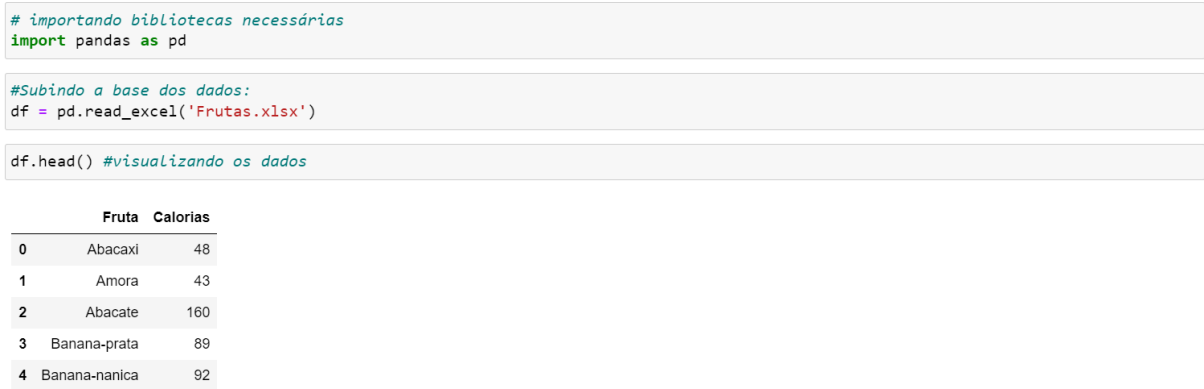 # importando bibliotecas necessárias
import pandas as pd
#Subindo a base dos dados:
df = pd.read_excel('Frutas.xlsx')
df.head() #visualizando os dados
Fruta Calorias
0 Abacaxi 48
1 Amora 43
2 Abacate 160
3 Banana-prata 89
4 Banana-nanica 92